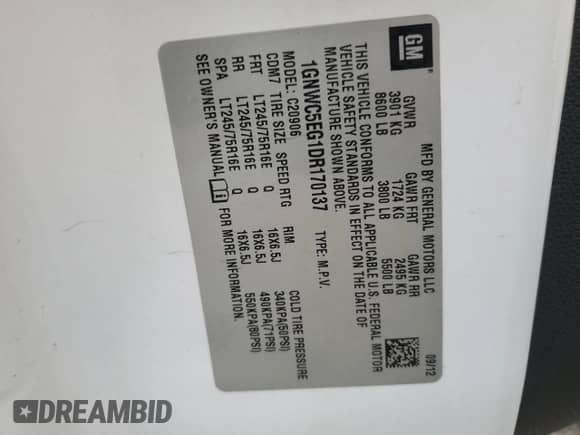 GM
®
MFD BY GENERAL MOTORS LLC 09/12
GVWR GAWR FRT GAWR RR
3901 KG 1724 KG 2495 KG
8600 LB 3800 LB 5500 LB
THIS VEHICLE CONFORMS TO ALL APPLICABLE U.S. FEDERAL MOTOR
VEHICLE SAFETY STANDARDS IN EFFECT ON THE DATE OF
MANUFACTURE SHOWN ABOVE.
1GNWC5EG1DR170137 TYPE: M.P.V.
MODEL: C20906
CDM7 TIRE SIZE SPEED RTG RIM COLD TIRE PRESSURE
FRT LT245/75R16E Q 16X6.5J 340KPA(50PSI)
RR LT245/75R16E Q 16X6.5J 490KPA(71PSI)
SPA LT245/75R16E Q 16X6.5J 550KPA(80PSI)
SEE OWNER'S MANUAL FOR MORE INFORMATION.
DREAMBID